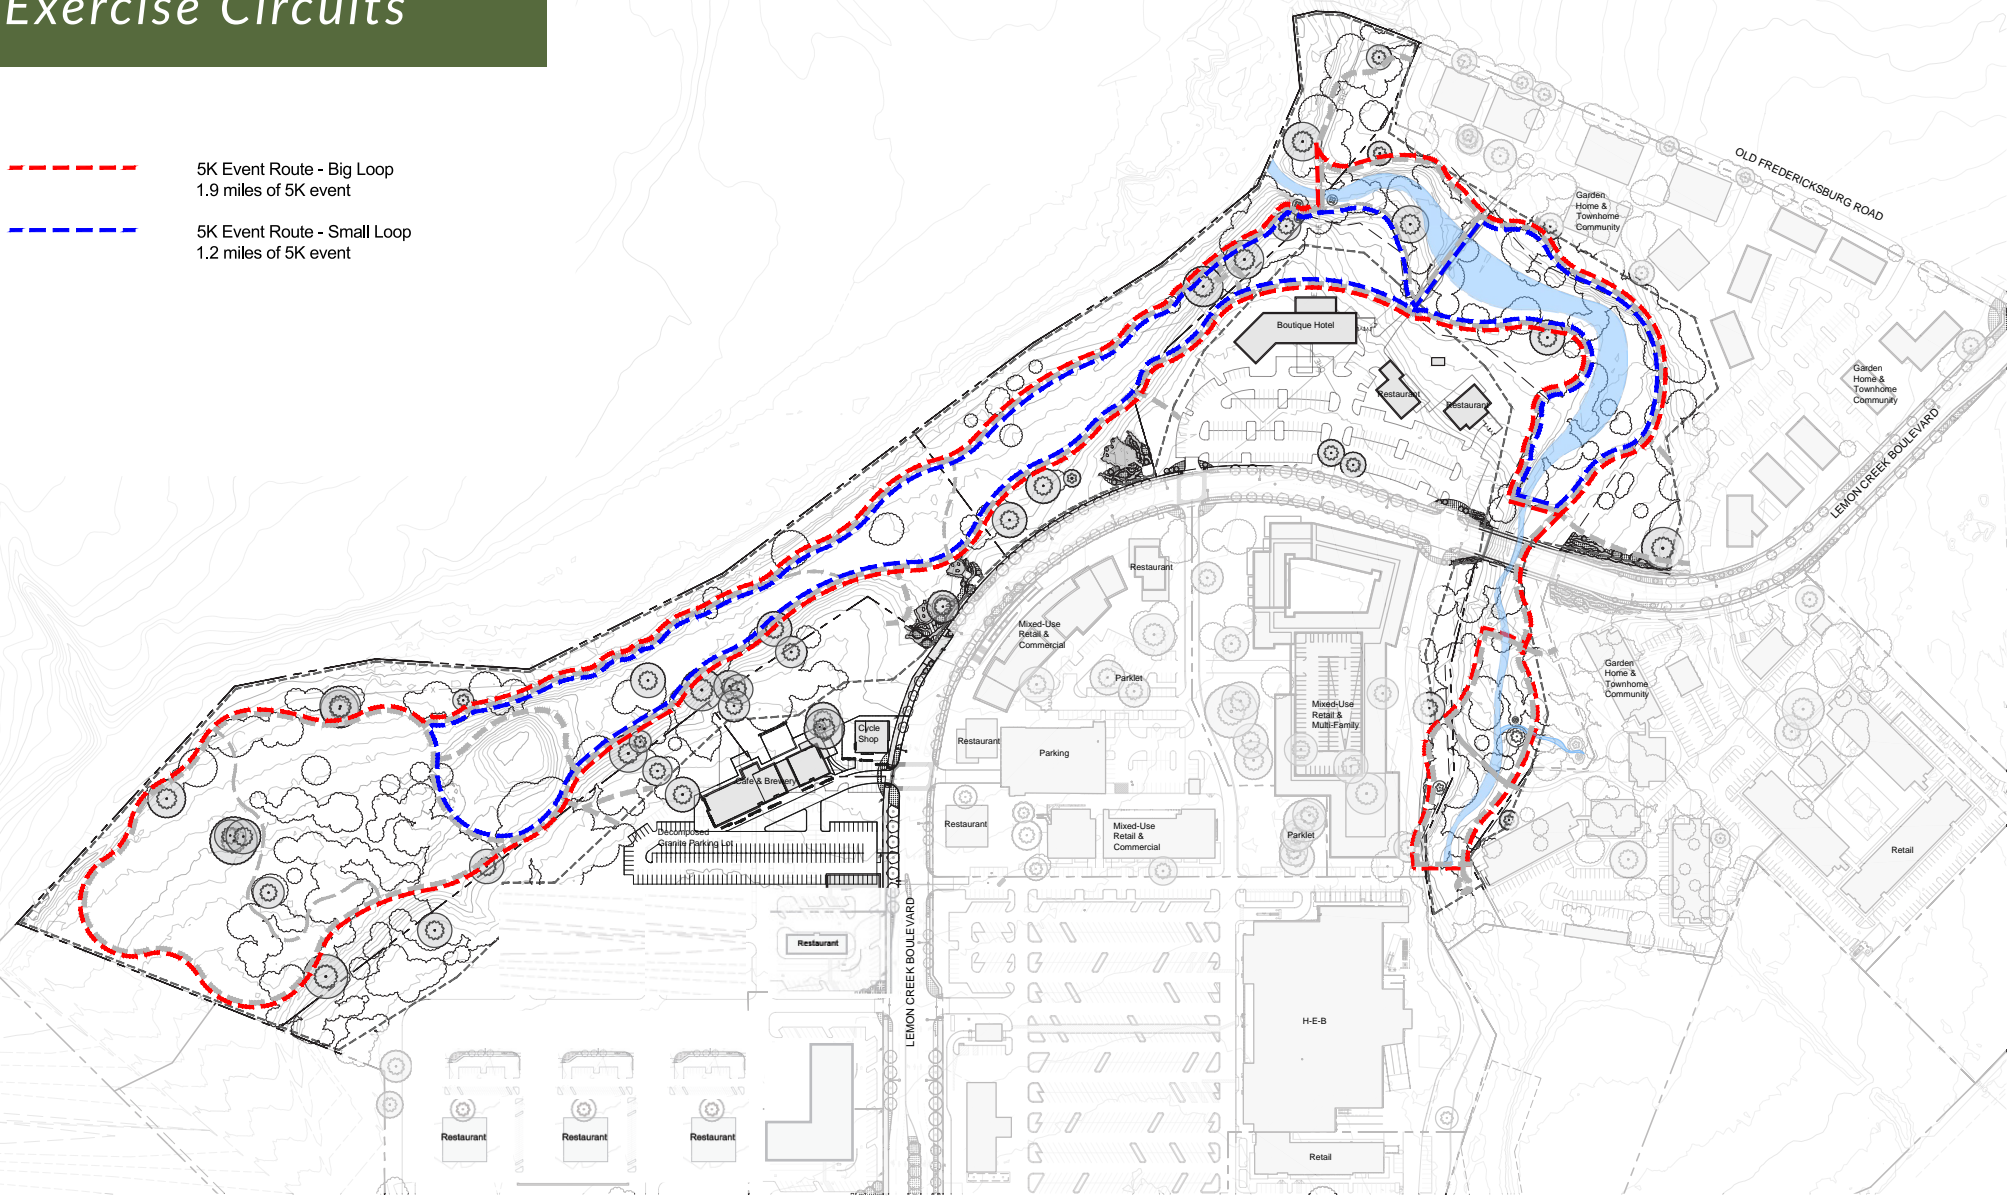 Exercise Circuits
5K Event Route - Big Loop
1.9 miles of 5K event
5K Event Route - Small Loop
1.2 miles of 5K event
OLD FREDERICKSBURG ROAD
Garden
Home &
Townhome
Community
Boutique Hotel
Restaurant
Restaurant
Garden
Home &
Townhome
Community
LEMON CREEK BOULEVARD
Restaurant
Mixed-Use
Retail &
Commercial
Parklet
Garden
Home &
Townhome
Community
Mixed-Use
Retail &
Multi-Family
Cycle
Shop
Restaurant
Parking
Cafe & Brewery
Decomposed
Granite Parking Lot
Restaurant
Mixed-Use
Retail &
Commercial
Parklet
Retail
LEMON CREEK BOULEVARD
Restaurant
H-E-B
Restaurant
Restaurant
Restaurant
Retail